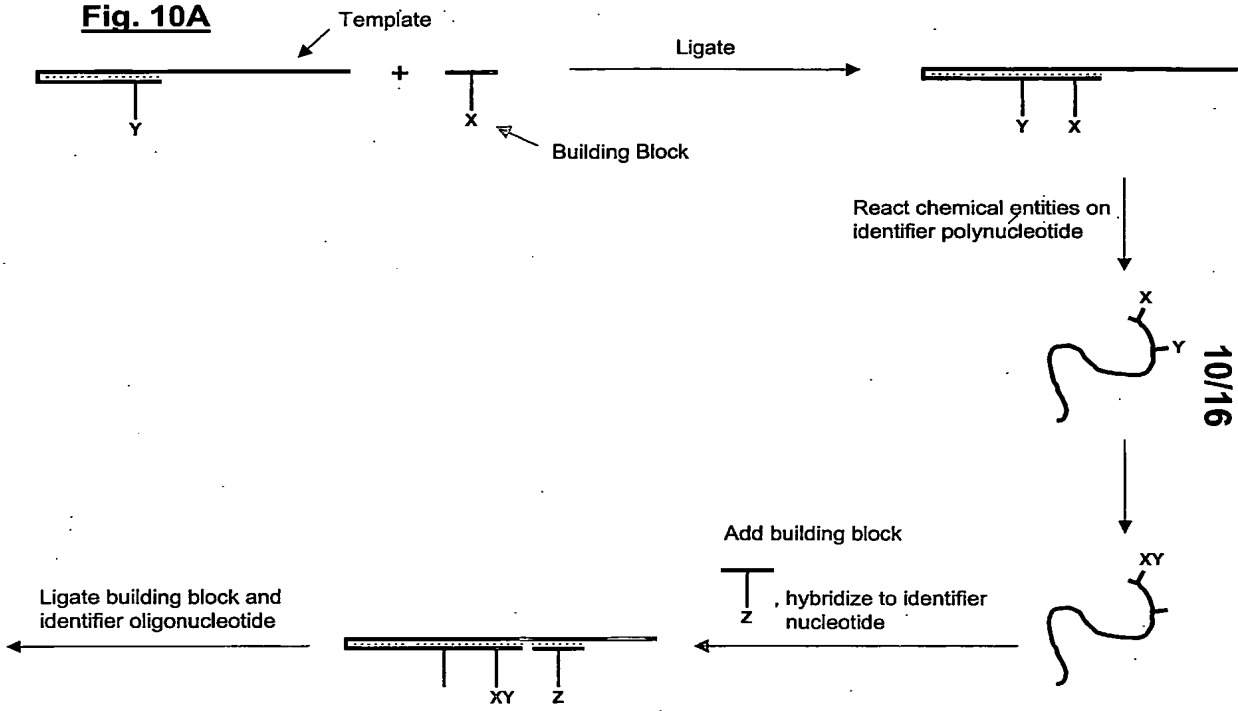 Fig. 10A
Template
Ligate
+
Y
X
Building Block
Y
X
React chemical entities on
identifier polynucleotide
X
Y
10/16
XY
Add building block
Z
, hybridize to identifier
nucleotide
Ligate building block and
identifier oligonucleotide
XY
Z